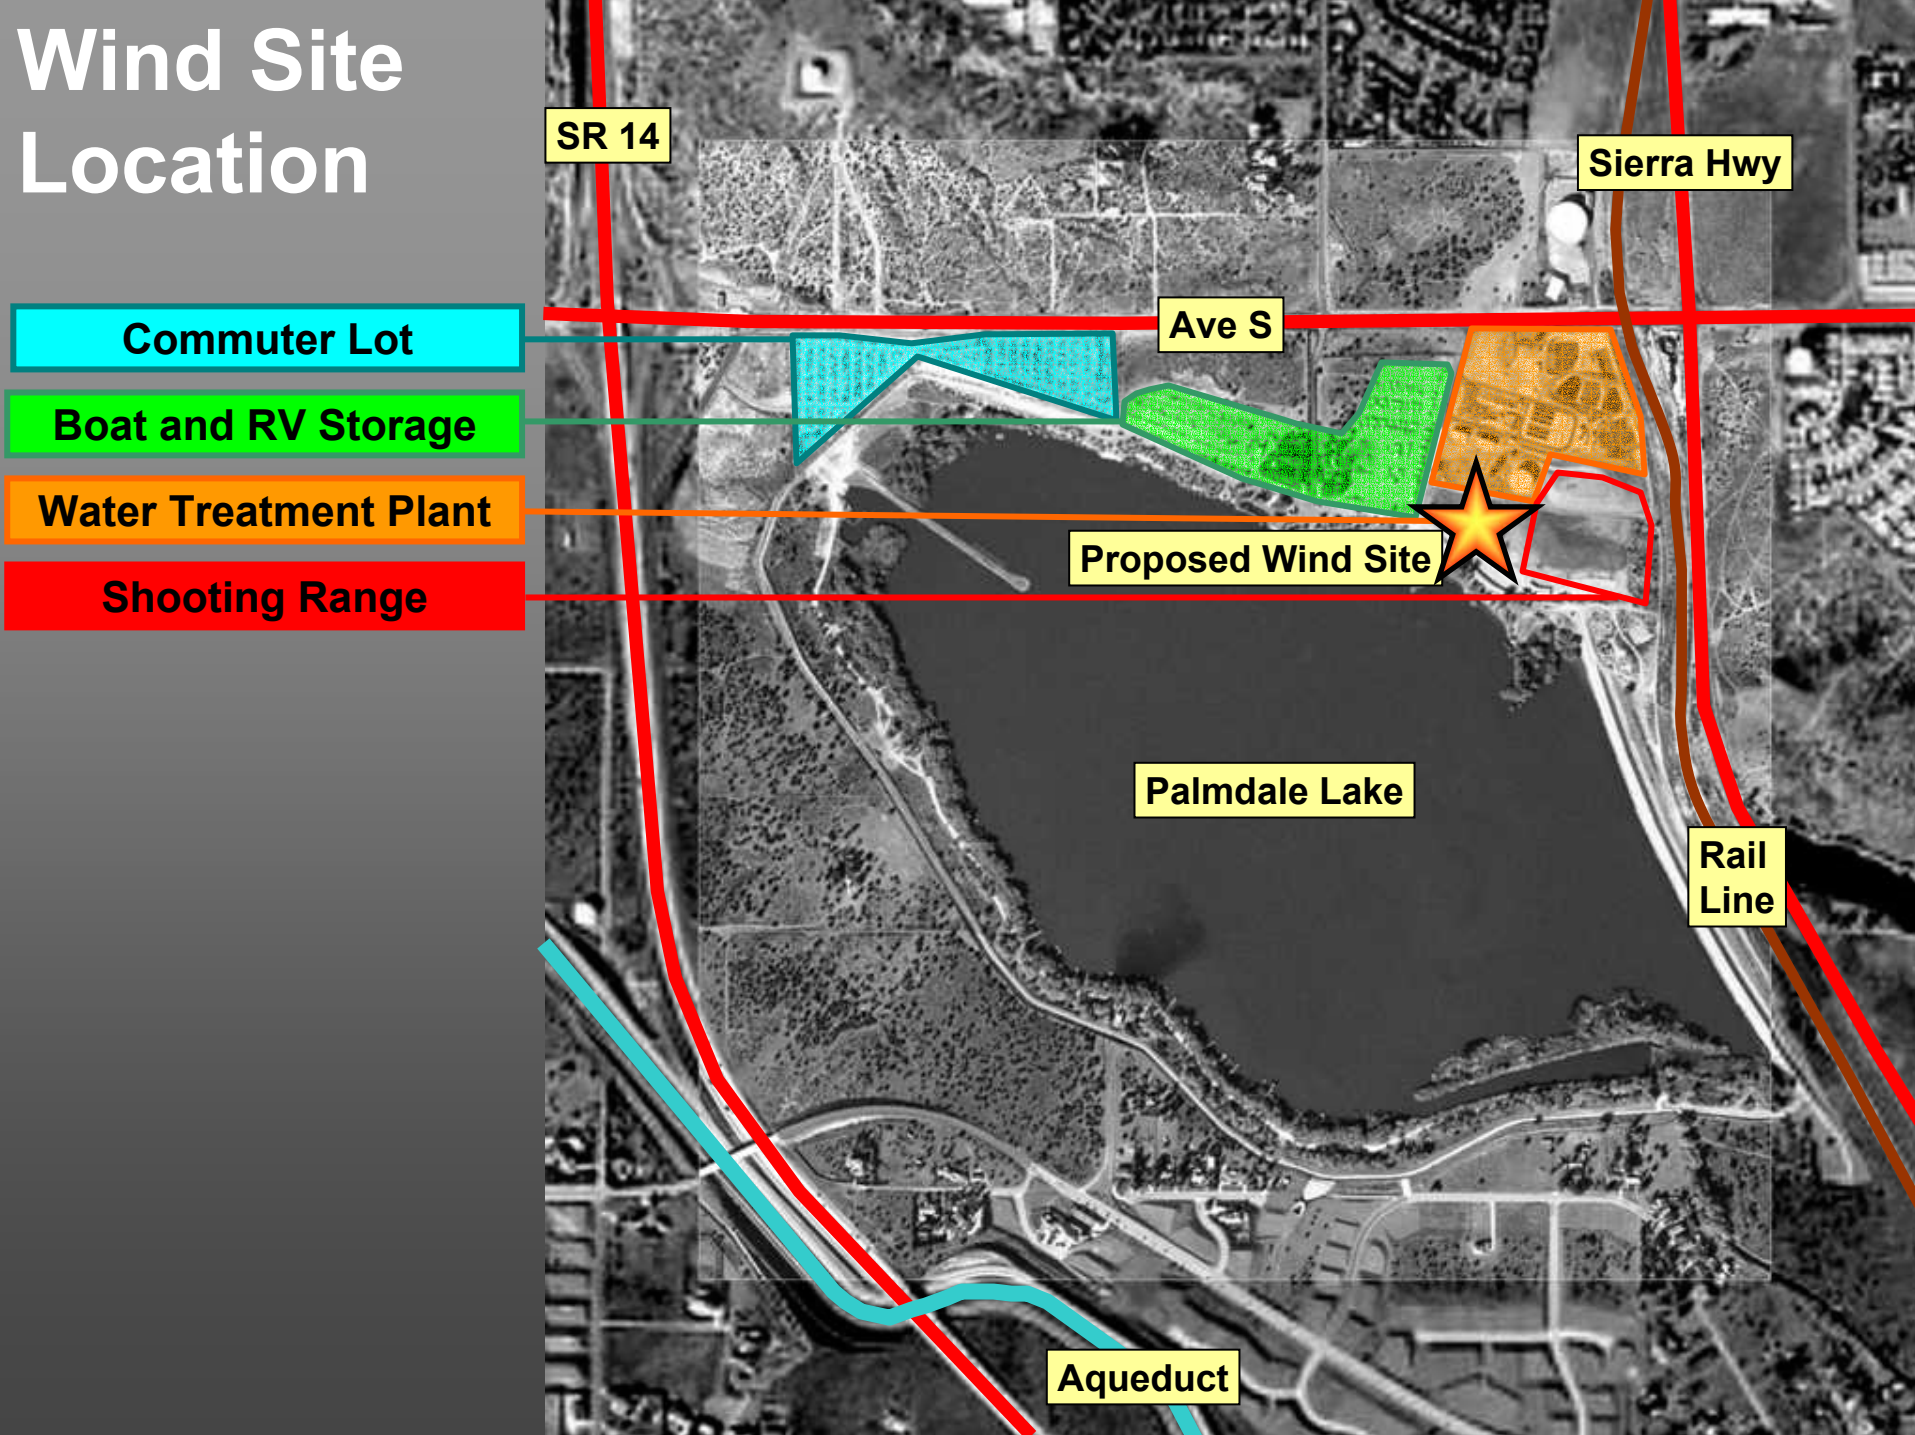 Wind Site
Location
SR 14
Sierra Hwy
Ave S
Commuter Lot
Boat and RV Storage
Water Treatment Plant
Proposed Wind Site
Shooting Range
Palmdale Lake
Rail
Line
Aqueduct